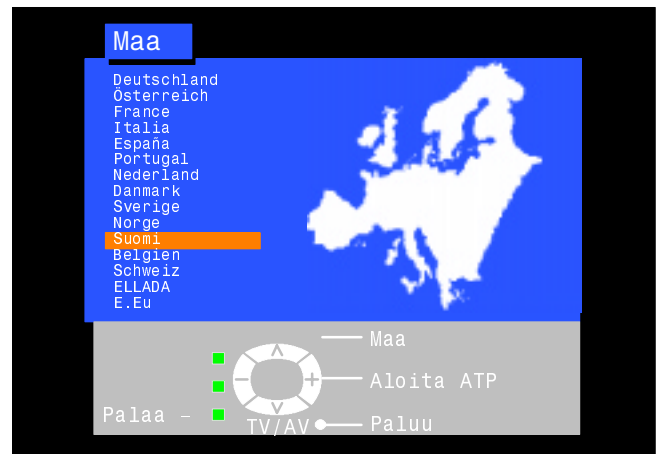 Maa
Deutschland
Österreich
France
Italia
España
Portugal
Nederland
Danmark
Sverige
Norge
Suomi
Belgien
Schweiz
ELLADA
E.Eu
Maa
Aloita ATP
Palaa -
TV/AV
Paluu